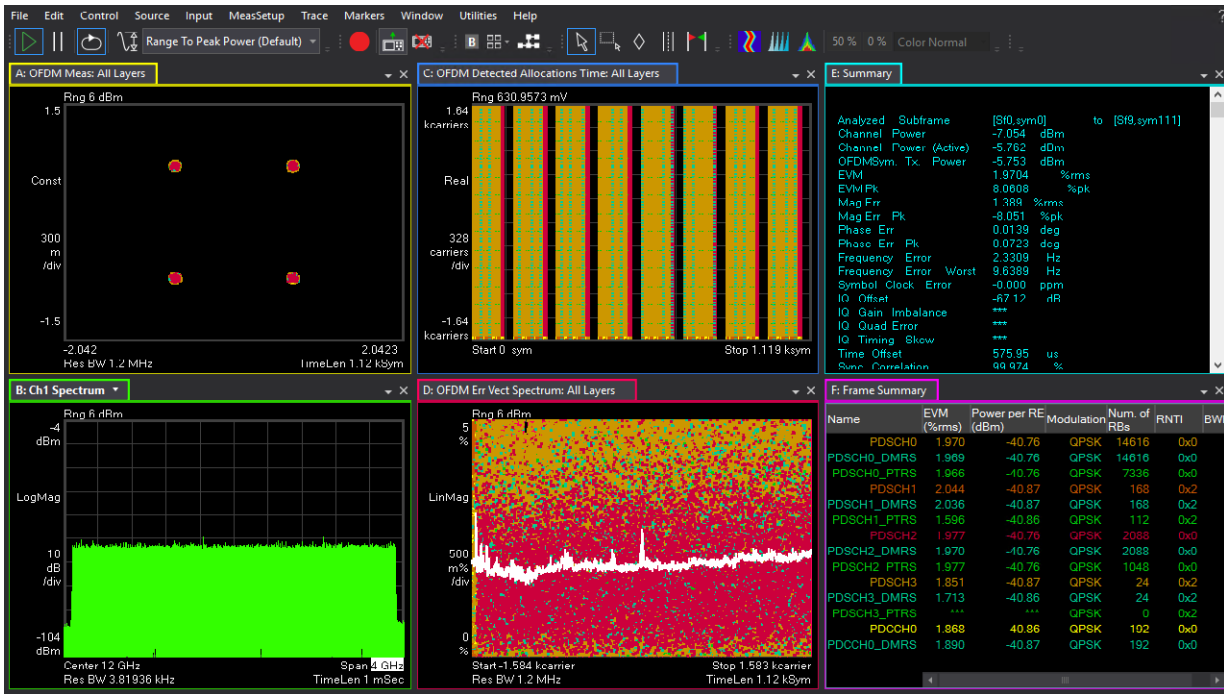 File Edit Control Source Input MeasSetup Trace Markers Window Utilities Help
Range To Peak Power (Default) B 50 % 0 % Color Normal
A: OFDM Meas: All Layers
Rng 6 dBm
1.5
Const
300
m
/div
-1.5
-2.042 2.0423
Res BW 1.2 MHz TimeLen 1.12 kSym
C: OFDM Detected Allocations Time: All Layers
Rng 630.9573 mV
1.64
kcarriers
Real
328
carriers
/div
-1.64
kcarriers
Start 0 sym Stop 1.119 ksym
E: Summary
Analyzed Subframe [Sf0,sym0] to [Sf9,sym111]
Channel Power -7.054 dBm
Channel Power (Active) -5.762 dBm
OFDMSym. Tx. Power -5.753 dBm
EVM 1.9704 %rms
EVM Pk 8.0608 %pk
Mag Err 1.389 %rms
Mag Err Pk -8.051 %pk
Phase Err 0.0139 deg
Phase Err Pk 0.0723 deg
Frequency Error 2.3309 Hz
Frequency Error Worst 9.6389 Hz
Symbol Clock Error -0.000 ppm
IQ Offset -67.12 dB
IQ Gain Imbalance ***
IQ Quad Error ***
IQ Timing Skew ***
Time Offset 575.95 us
Sync Correlation 99.974 %
B: Ch1 Spectrum
Rng 6 dBm
-4
dBm
LogMag
10
dB
/div
-104
dBm
Center 12 GHz Span 4 GHz
Res BW 3.81936 kHz TimeLen 1 mSec
D: OFDM Err Vect Spectrum: All Layers
Rng 6 dBm
5
%
LinMag
500
m%
/div
0
%
Start -1.584 kcarrier Stop 1.583 kcarrier
Res BW 1.2 MHz TimeLen 1.12 kSym
F: Frame Summary
Name EVM (%rms) Power per RE (dBm) Modulation Num. of RBs RNTI BW
PDSCH0 1.970 -40.76 QPSK 14616 0x0
PDSCH0_DMRS 1.969 -40.76 QPSK 14616 0x0
PDSCH0_PTRS 1.966 -40.76 QPSK 7336 0x0
PDSCH1 2.044 -40.87 QPSK 168 0x2
PDSCH1_DMRS 2.036 -40.87 QPSK 168 0x2
PDSCH1_PTRS 1.596 -40.86 QPSK 112 0x2
PDSCH2 1.977 -40.76 QPSK 2088 0x0
PDSCH2_DMRS 1.970 -40.76 QPSK 2088 0x0
PDSCH2_PTRS 1.977 -40.76 QPSK 1048 0x0
PDSCH3 1.851 -40.87 QPSK 24 0x2
PDSCH3_DMRS 1.713 -40.86 QPSK 24 0x2
PDSCH3_PTRS *** *** QPSK 0 0x2
PDCCH0 1.868 40.86 QPSK 192 0x0
PDCCH0_DMRS 1.890 -40.87 QPSK 192 0x0